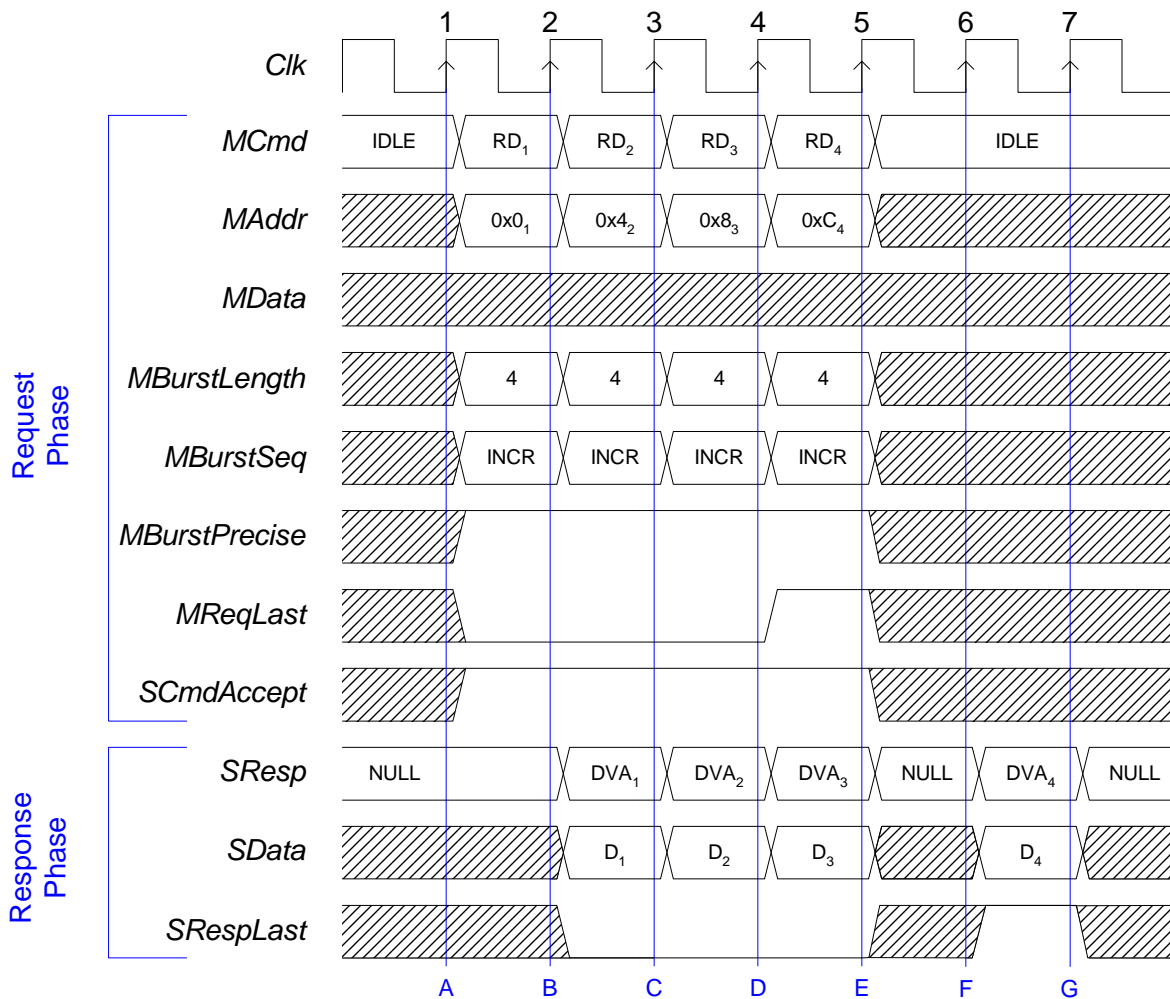 1 2 3 4 5 6 7
Clk
MCmd IDLE RD1 RD2 RD3 RD4 IDLE
MAddr 0x01 0x42 0x83 0xC4
MData
MBurstLength 4 4 4 4
MBurstSeq INCR INCR INCR INCR
MBurstPrecise
MReqLast
SCmdAccept
Request
Phase
SResp NULL DVA1 DVA2 DVA3 NULL DVA4 NULL
SData D1 D2 D3 D4
SRespLast
Response
Phase
A B C D E F G